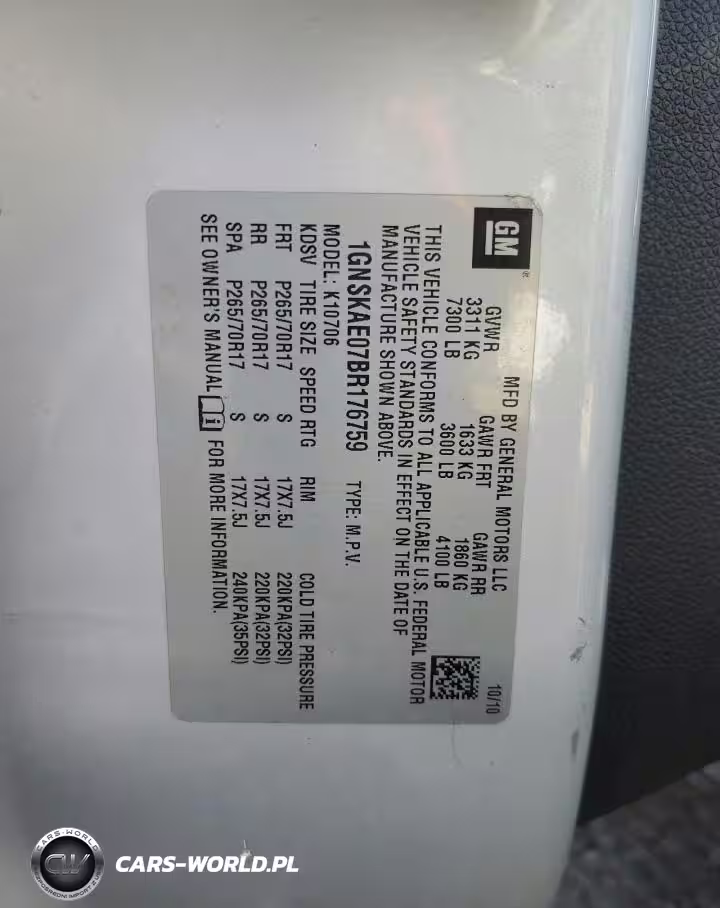 GM ® MFD BY GENERAL MOTORS LLC 10/10
GVWR GAWR FRT GAWR RR
3311 KG 1633 KG 1860 KG
7300 LB 3600 LB 4100 LB
THIS VEHICLE CONFORMS TO ALL APPLICABLE U.S. FEDERAL MOTOR
VEHICLE SAFETY STANDARDS IN EFFECT ON THE DATE OF
MANUFACTURE SHOWN ABOVE.
1GNSKAE07BR176759 TYPE: M.P.V.
MODEL: K10706
KDSV TIRE SIZE SPEED RTG RIM COLD TIRE PRESSURE
FRT P265/70R17 S 17X7.5J 220KPA(32PSI)
RR P265/70R17 S 17X7.5J 220KPA(32PSI)
SPA P265/70R17 S 17X7.5J 240KPA(35PSI)
SEE OWNER'S MANUAL FOR MORE INFORMATION.
CARS-WORLD
CW
CARS-WORLD.PL